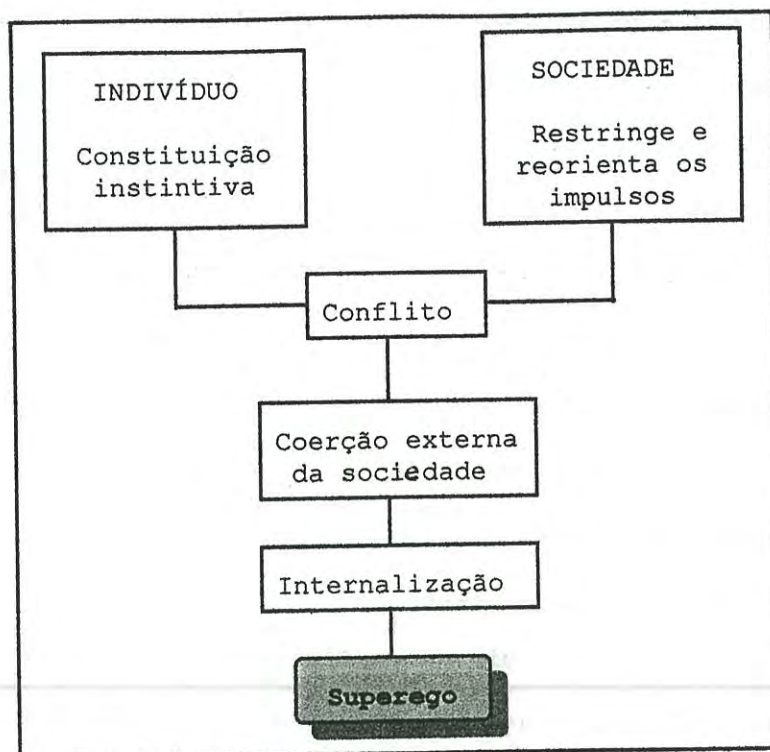 INDIVÍDUO
Constituição
instintiva
SOCIEDADE
Restringe e
reorienta os
impulsos
Conflito
Coerção externa
da sociedade
Internalização
Superego